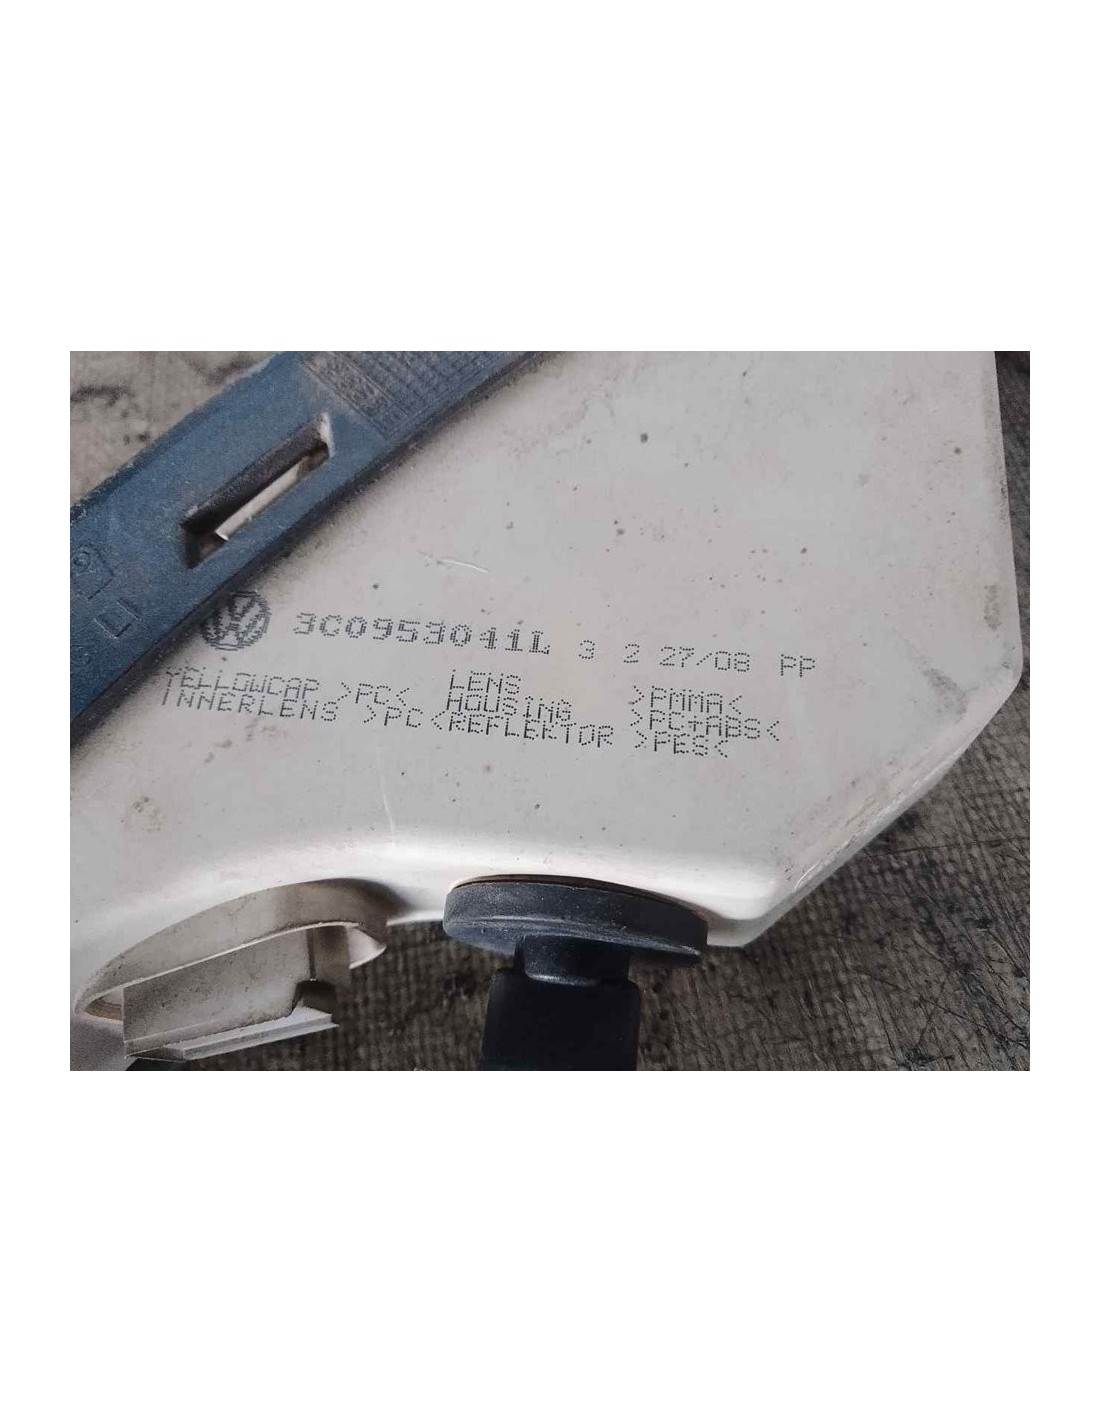 3C0953041L 3 2 27/08 PP
YELLOWCAP >PC< LENS >PMMA<
HOUSING >PC+ABS<
INNERLENS >PC< REFLEKTOR >PES<